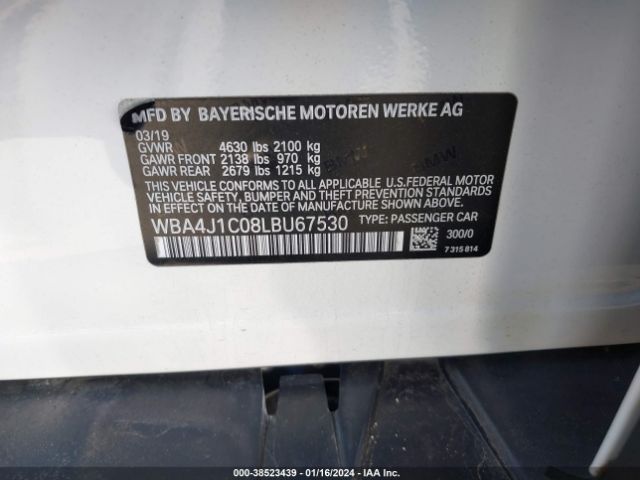 MFD BY BAYERISCHE MOTOREN WERKE AG
03/19
GVWR 4630 lbs 2100 kg
GAWR FRONT 2138 lbs 970 kg
GAWR REAR 2679 lbs 1215 kg
THIS VEHICLE CONFORMS TO ALL APPLICABLE U.S.FEDERAL MOTOR
VEHICLE SAFETY, BUMPER AND THEFT PREVENTION STANDARDS
IN EFFECT ON THE DATE OF MANUFACTURE SHOWN ABOVE.
WBA4J1C08LBU67530 TYPE: PASSENGER CAR
300/0
7 315 814
000-38523439 - 01/16/2024 - IAA Inc.